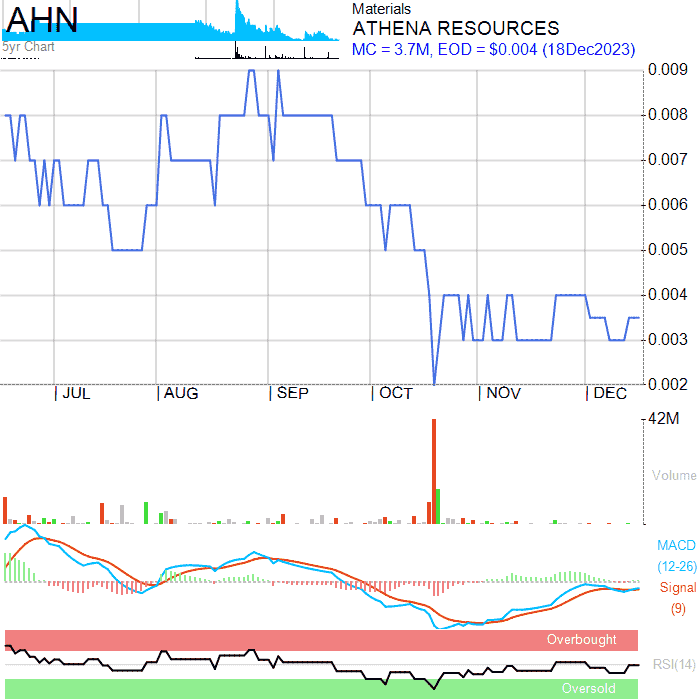 AHN
5yr Chart
Materials
ATHENA RESOURCES
MC = 3.7M, EOD = $0.004 (18Dec2023)
0.009
0.008
0.007
0.006
0.005
0.004
0.003
0.002
| JUL | AUG | SEP | OCT | NOV | DEC
42M
Volume
MACD
(12-26)
Signal
(9)
Overbought
RSI(14)
Oversold